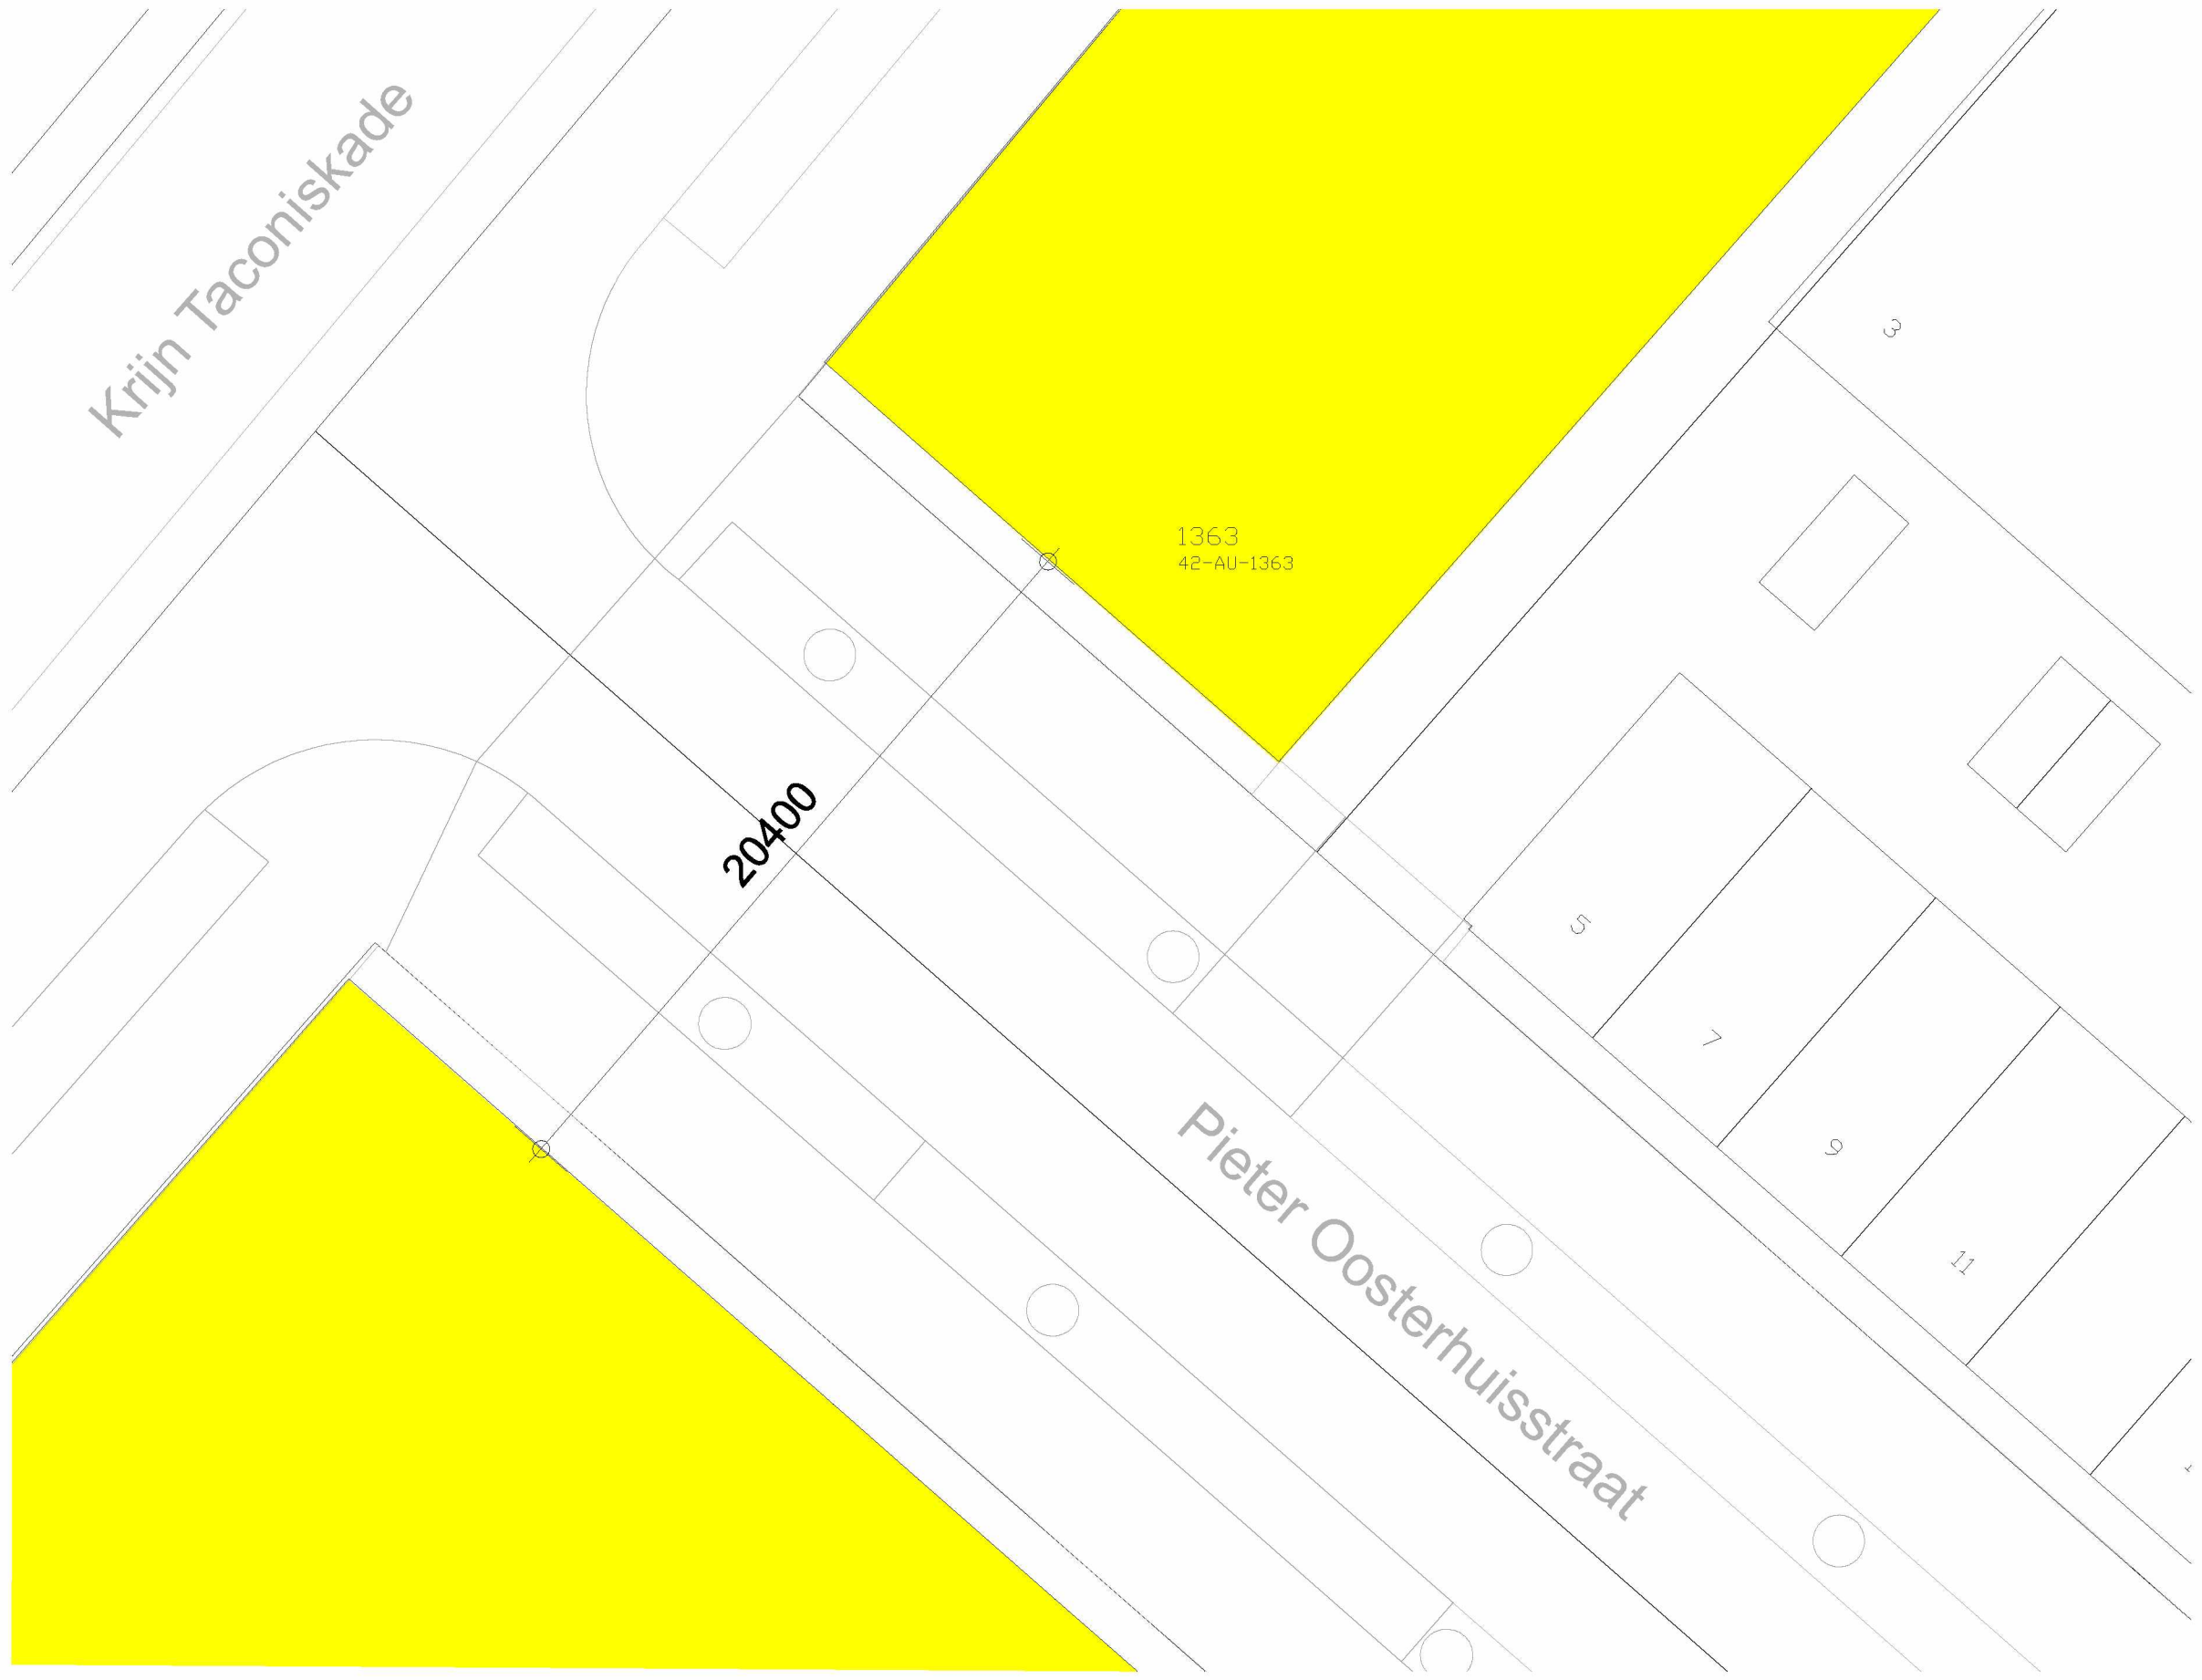 Krijn Taconiskade
3
1363
42-AU-1363
20400
5
7
9
11
Pieter Oosterhuisstraat